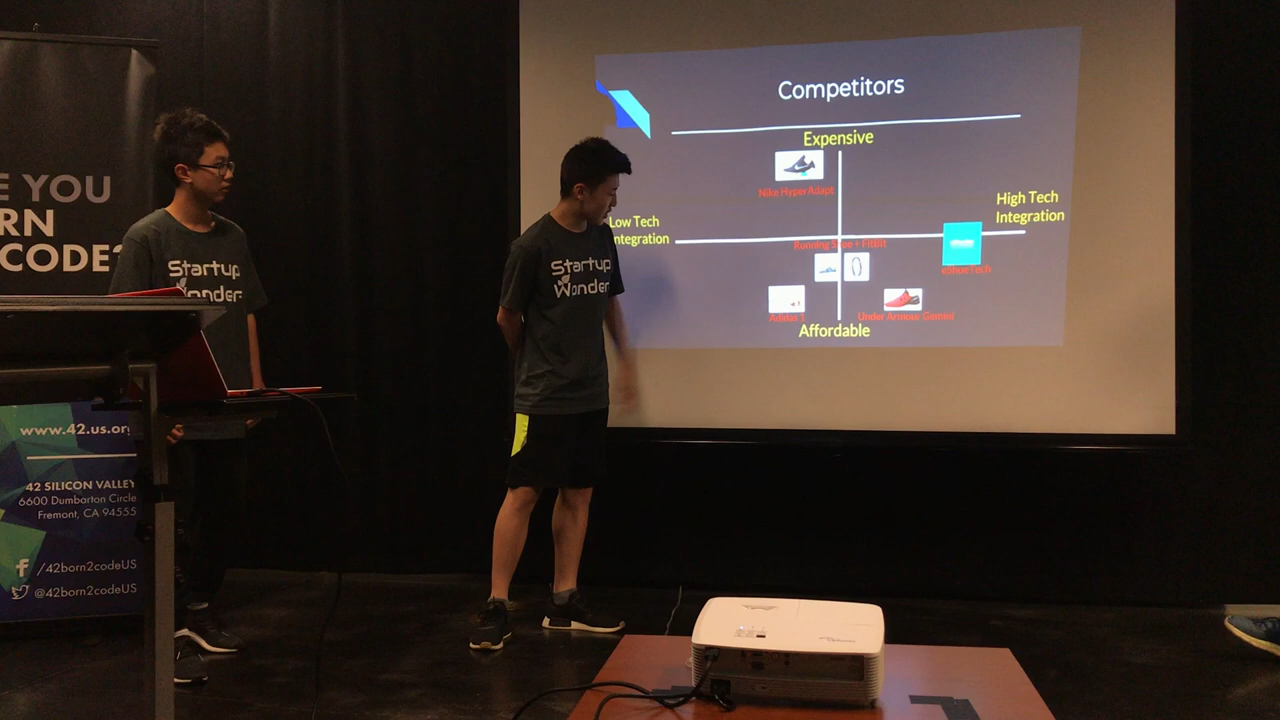 E YOU
RN
CODE?
www.42.us.org
42 SILICON VALLEY
6600 Dumbarton Circle
Fremont, CA 94555
/42born2codeUS
@42born2codeUS
Startup
Wonder
Startup
Wonder
Competitors
Expensive
Nike HyperAdapt
Low Tech
Integration
High Tech
Integration
Running Shoe + FitBit
Adidas 1
Under Armour Gemini
Affordable